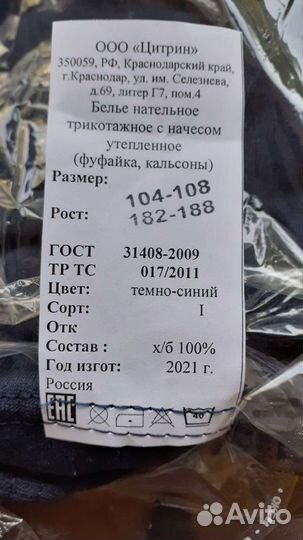 ООО «Цитрин»
350059, РФ, Краснодарский край,
г.Краснодар, ул. им. Селезнева,
д.69, литер Г7, пом.4
Белье нательное
трикотажное с начесом
утепленное
(фуфайка, кальсоны)
Размер: 104-108
Рост: 182-188
ГОСТ 31408-2009
ТР ТС 017/2011
Цвет: темно-синий
Сорт: I
Отк
Состав : х/б 100%
Год изгот: 2021 г.
Россия
ЕАС 40
Avito